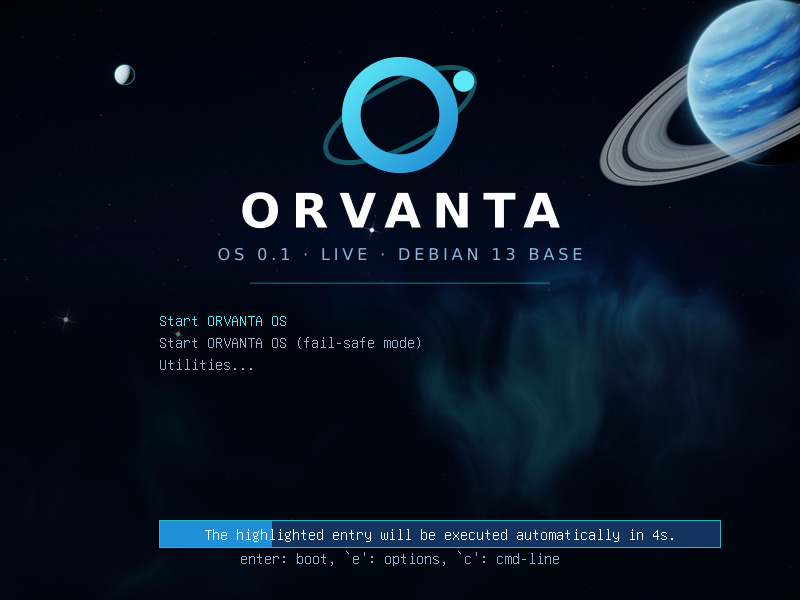 ORVANTA
OS 0.1 · LIVE · DEBIAN 13 BASE
Start ORVANTA OS
Start ORVANTA OS (fail-safe mode)
Utilities...
The highlighted entry will be executed automatically in 4s.
enter: boot, `e': options, `c': cmd-line